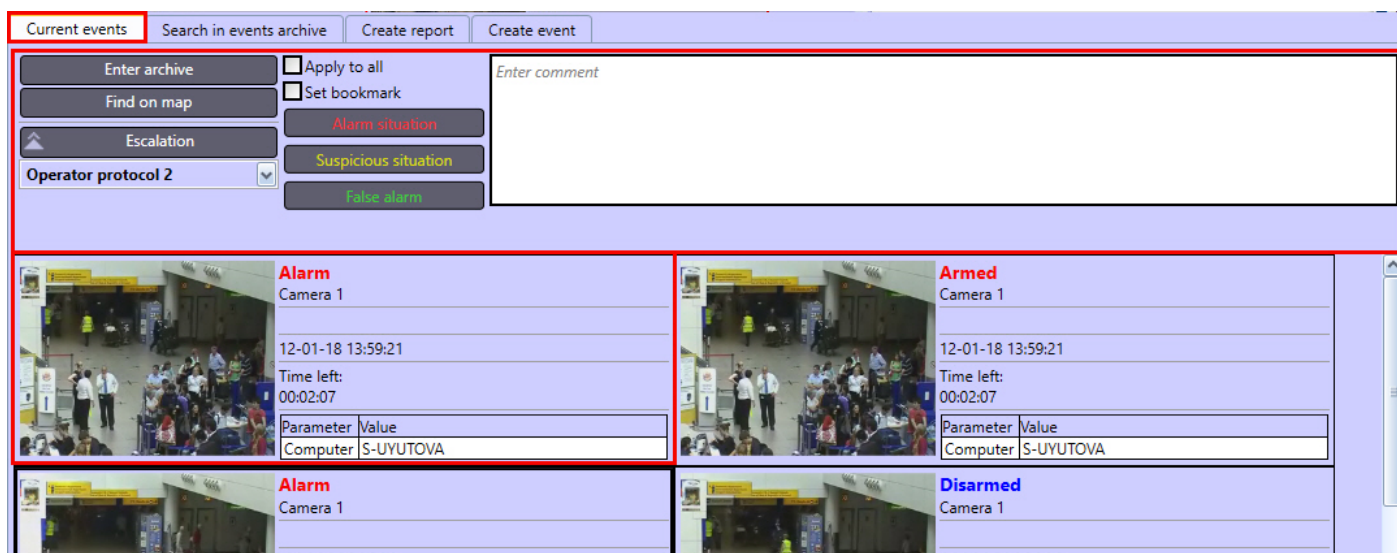 Current events
Search in events archive
Create report
Create event
Enter archive
Find on map
Escalation
Operator protocol 2
Apply to all
Set bookmark
Alarm situation
Suspicious situation
False alarm
Enter comment
Alarm
Camera 1
12-01-18 13:59:21
Time left:
00:02:07
Parameter Value
Computer S-UYUTOVA
Armed
Camera 1
12-01-18 13:59:21
Time left:
00:02:07
Parameter Value
Computer S-UYUTOVA
Alarm
Camera 1
Disarmed
Camera 1